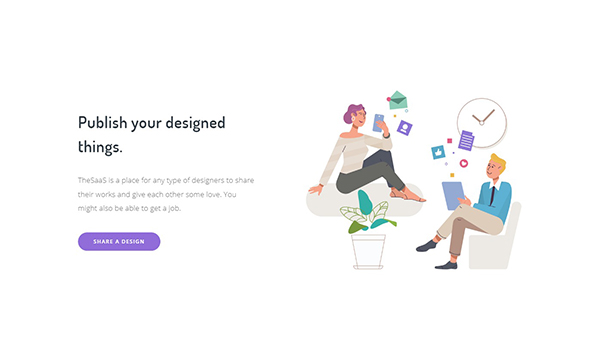 Publish your designed
things.
TheSaaS is a place for any type of designers to share
their works and give each other some love. You
might also be able to get a job.
SHARE A DESIGN